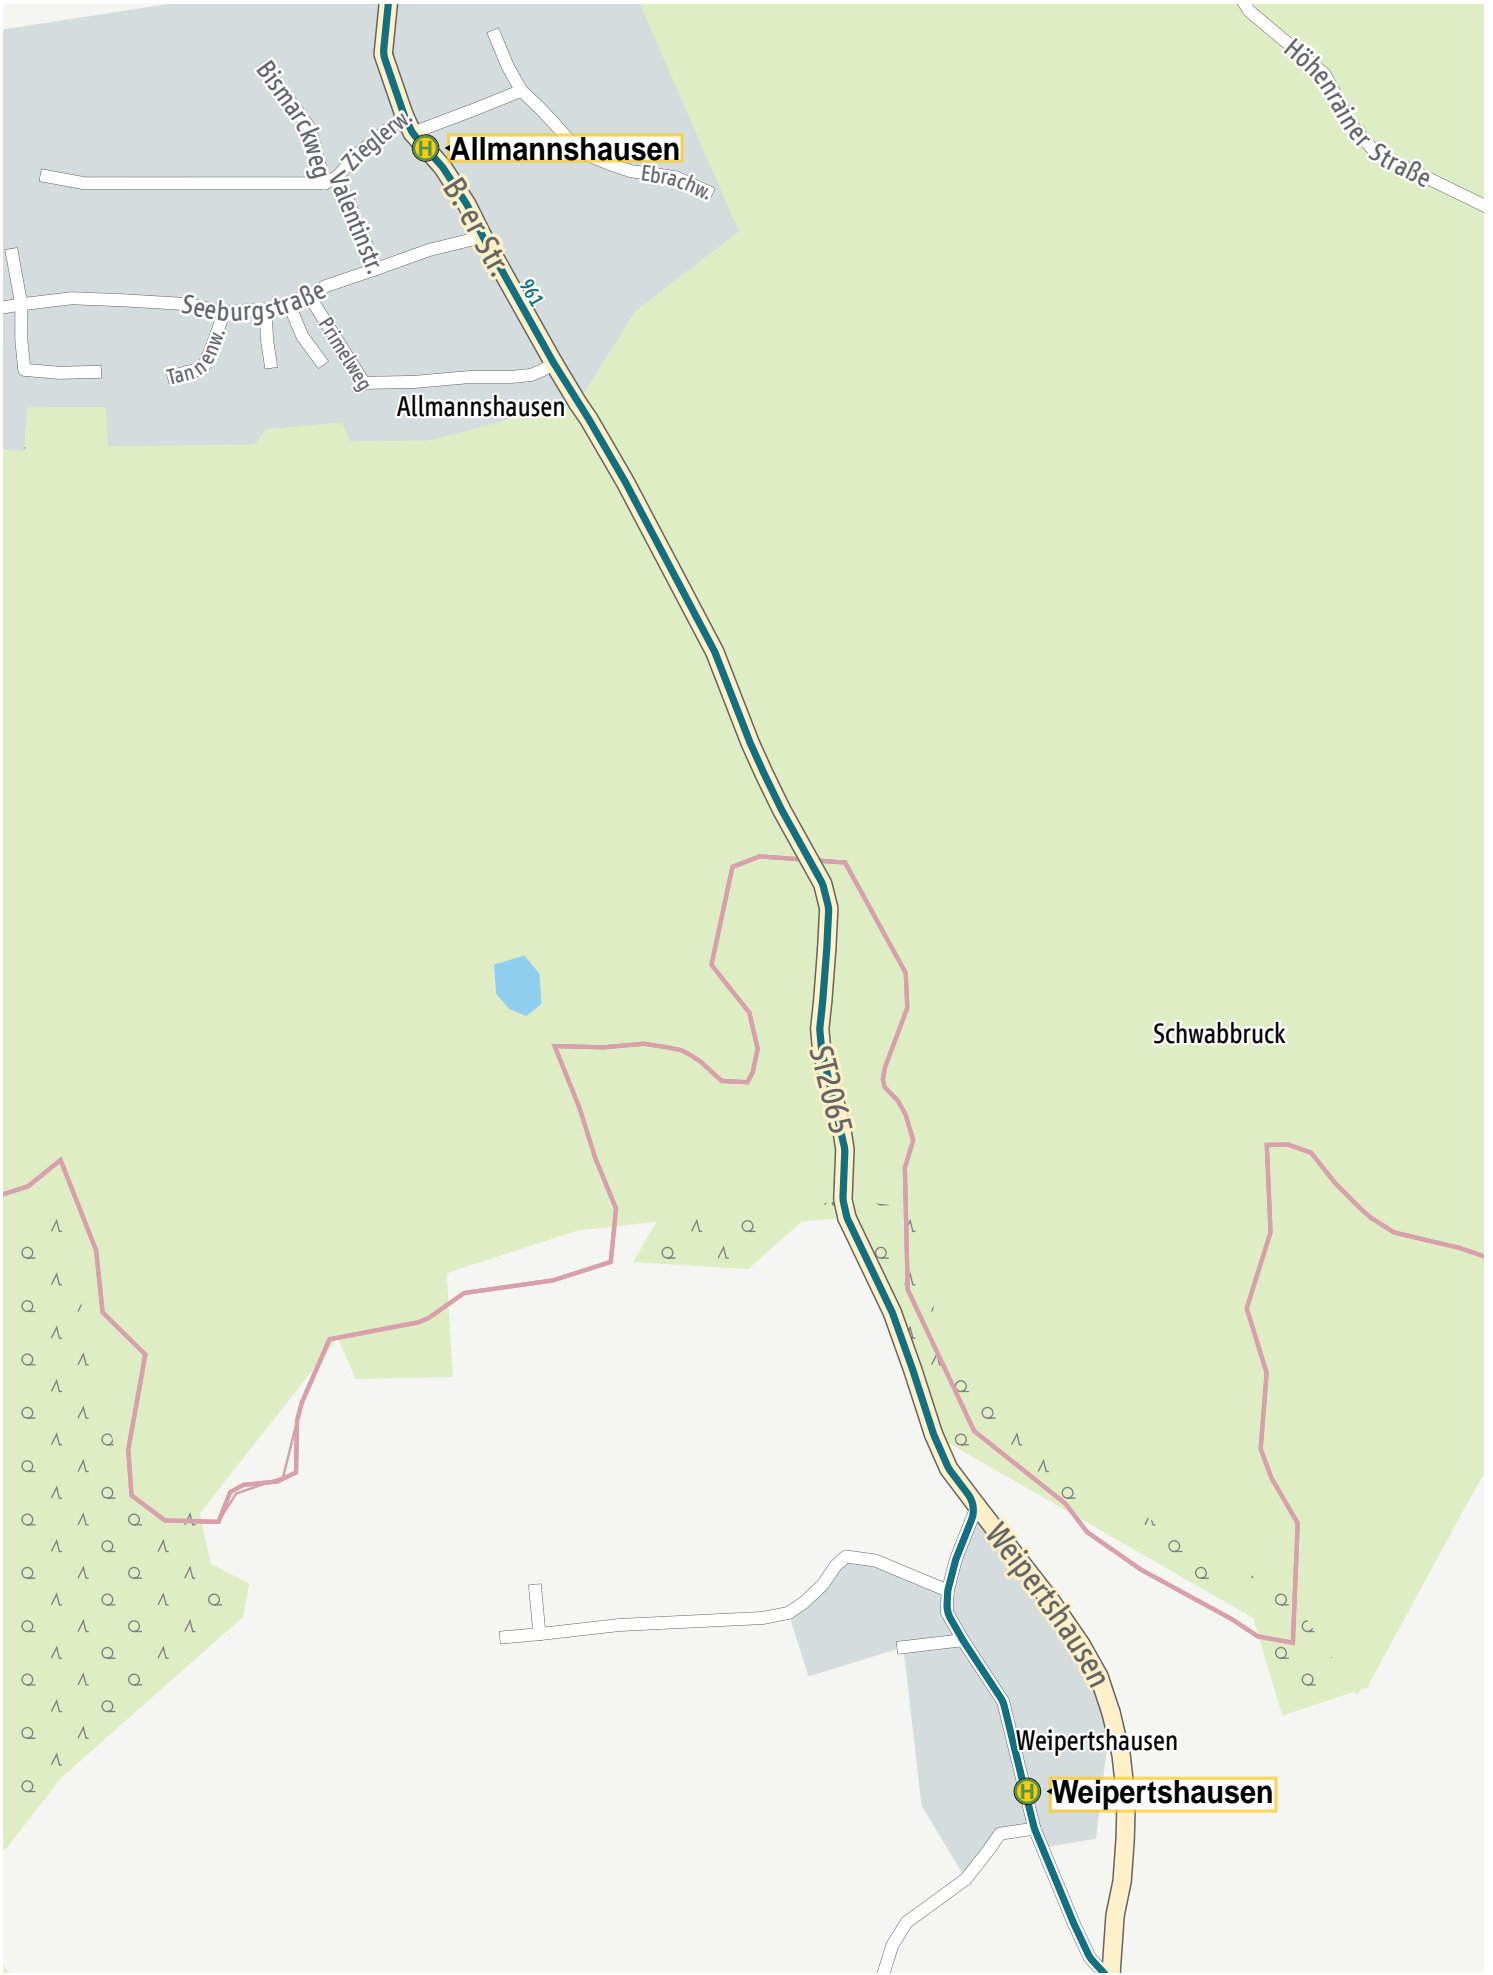 Höhenrainer Straße
Bismarckweg
Zieglerw.
H
Allmannshausen
Ebrachw.
Valentinstr.
B.-er Str.
961
Seeburgstraße
Primelweg
Tannenw.
Allmannshausen
Schwabbruck
ST2065
Weipertshausen
Weipertshausen
H
Weipertshausen